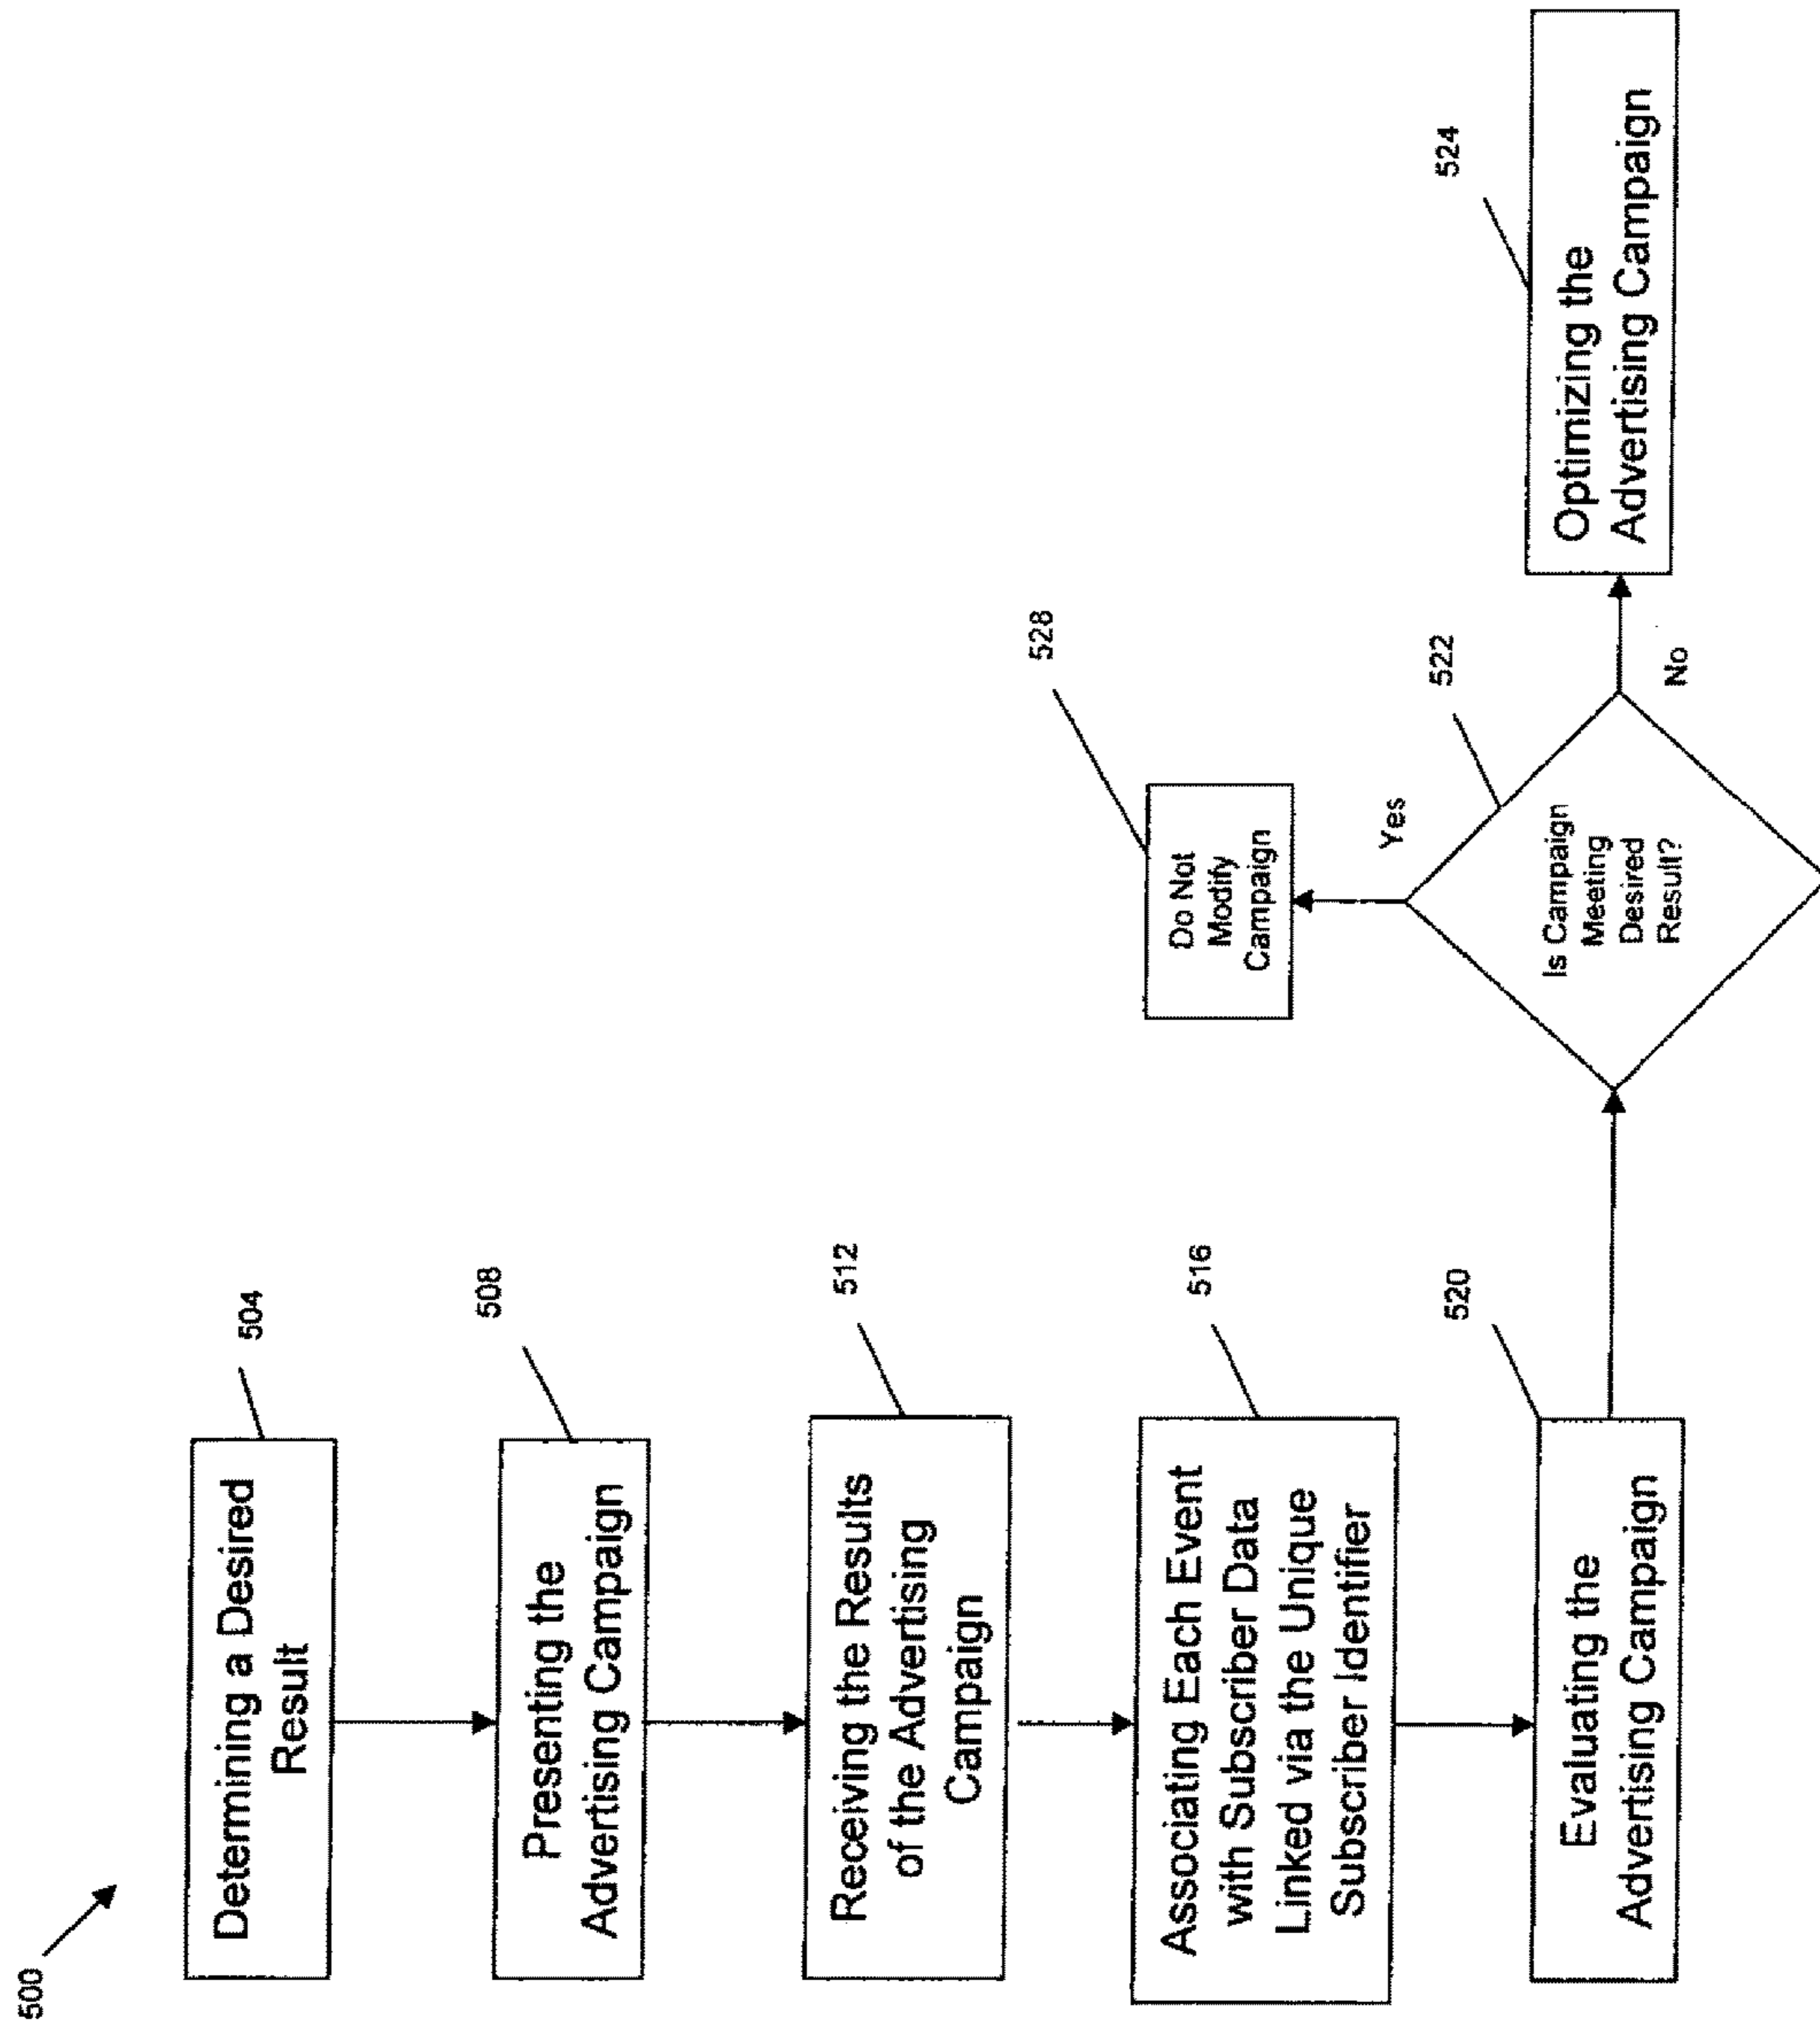 500
Determining a Desired
Result
504
Presenting the
Advertising Campaign
508
Receiving the Results
of the Advertising
Campaign
512
Associating Each Event
with Subscriber Data
Linked via the Unique
Subscriber Identifier
516
Evaluating the
Advertising Campaign
520
Is Campaign
Meeting
Desired
Result?
522
Yes
Do Not
Modify
Campaign
528
No
Optimizing the
Advertising Campaign
524